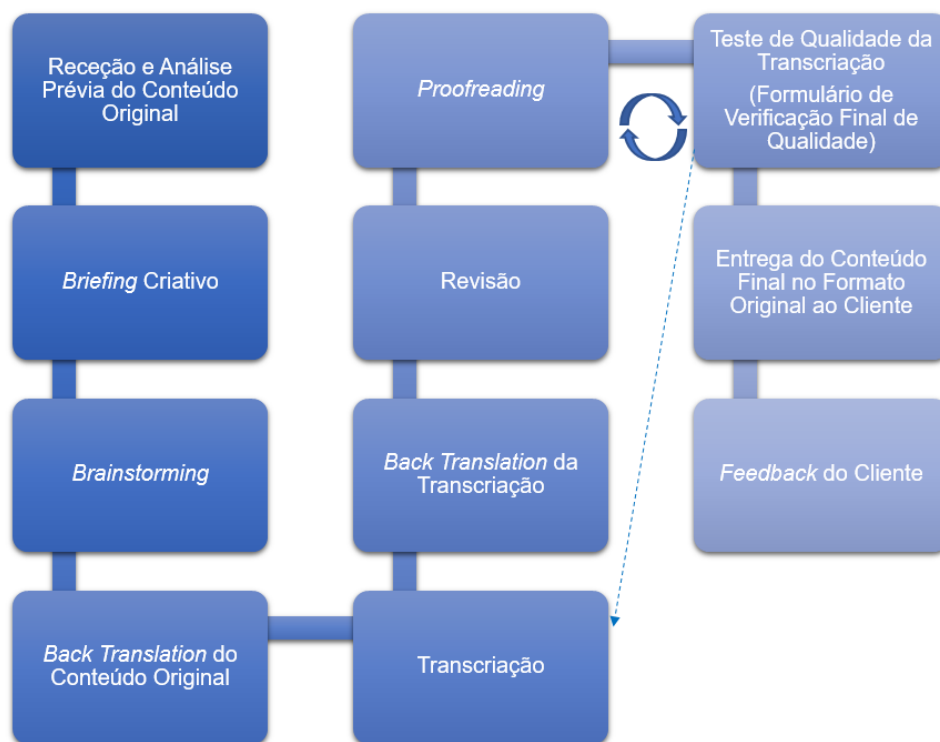 Receção e Análise
Prévia do Conteúdo
Original
Briefing Criativo
Brainstorming
Back Translation do
Conteúdo Original
Transcriação
Back Translation da
Transcriação
Revisão
Proofreading
Teste de Qualidade da
Transcriação
(Formulário de
Verificação Final de
Qualidade)
Entrega do Conteúdo
Final no Formato
Original ao Cliente
Feedback do Cliente